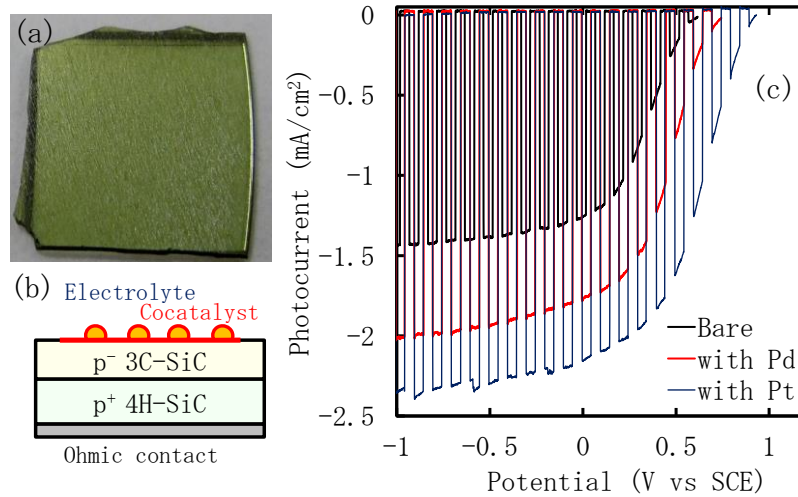 (a)
(b)
Electrolyte
Cocatalyst
p⁻ 3C-SiC
p⁺ 4H-SiC
Ohmic contact
(c)
Photocurrent (mA/cm²)
0
-0.5
-1
-1.5
-2
-2.5
Bare
with Pd
with Pt
-1
-0.5
0
0.5
1
Potential (V vs SCE)